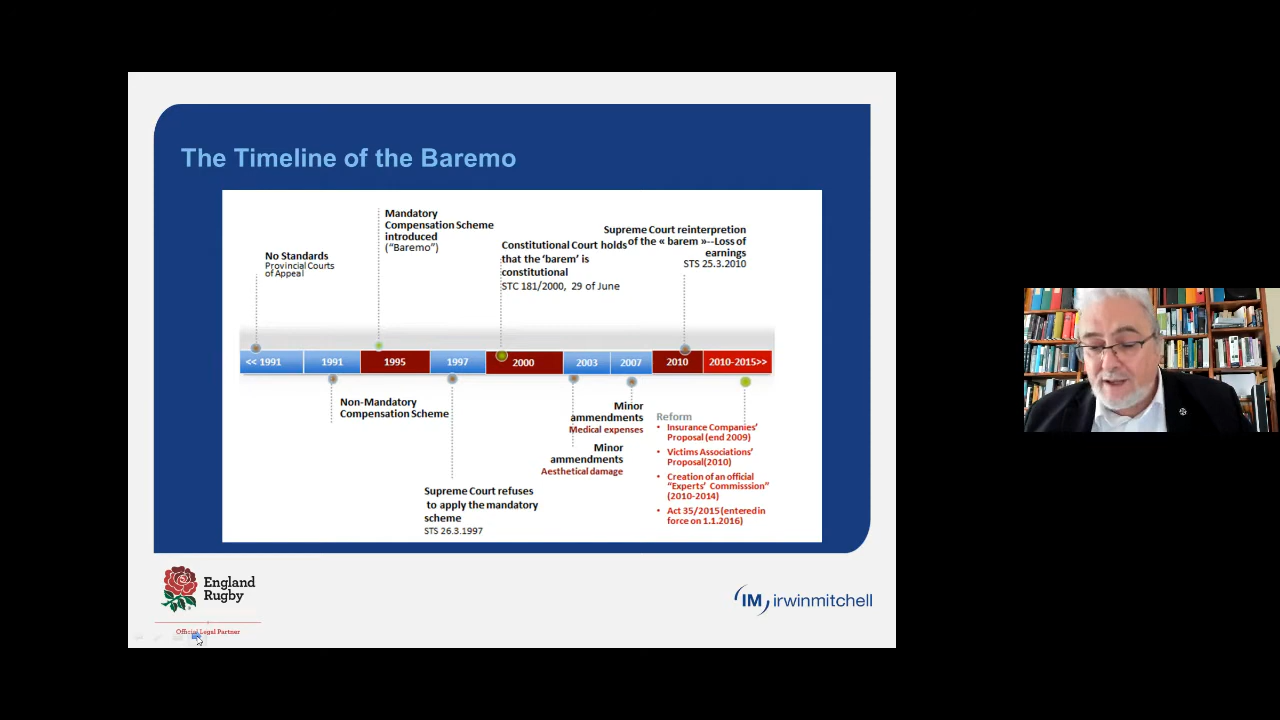 The Timeline of the Baremo
No Standards
Provincial Courts
of Appeal
Mandatory
Compensation Scheme
introduced
(“Baremo”)
Constitutional Court holds
that the ‘barem’ is
constitutional
STC 181/2000, 29 of June
Supreme Court reinterpretion
of the « barem »--Loss of
earnings
STS 25.3.2010
<< 1991
1991
1995
1997
2000
2003
2007
2010
2010-2015>>
Non-Mandatory
Compensation Scheme
Supreme Court refuses
to apply the mandatory
scheme
STS 26.3.1997
Minor
ammendments
Medical expenses
Minor
ammendments
Aesthetical damage
Reform
• Insurance Companies’
Proposal (end 2009)
• Victims Associations’
Proposal(2010)
• Creation of an official
“Experts’ Commisssion”
(2010-2014)
• Act 35/2015 (entered in
force on 1.1.2016)
England
Rugby
Official Legal Partner
IM irwinmitchell